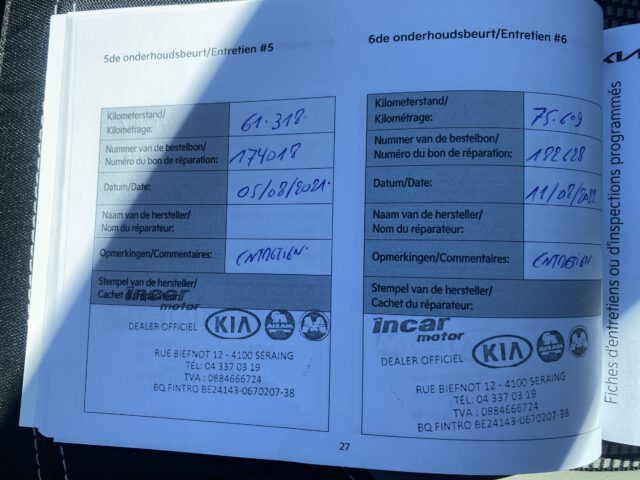 5de onderhoudsbeurt/Entretien #5
Kilometerstand/
Kilométrage:
61.318.
Nummer van de bestelbon/
Numéro du bon de réparation:
174018
Datum/Date:
05/08/2021.
Naam van de hersteller/
Nom du réparateur:
Opmerkingen/Commentaires:
ENTRETIEN.
Stempel van de hersteller/
Cachet du réparateur:
incar
motor
DEALER OFFICIEL
KIA
AIXAM
RUE BIEFNOT 12 - 4100 SERAING
TÉL: 04 337 03 19
TVA : 0884666724
BQ FINTRO BE24143-0670207-38
6de onderhoudsbeurt/Entretien #6
Kilometerstand/
Kilométrage:
75.609
Nummer van de bestelbon/
Numéro du bon de réparation:
182628
Datum/Date:
11/08/2022
Naam van de hersteller/
Nom du réparateur:
Opmerkingen/Commentaires:
ENTRETIEN
Stempel van de hersteller/
Cachet du réparateur:
incar
motor
DEALER OFFICIEL
KIA
RUE BIEFNOT 12 - 4100 SERAING
TÉL: 04 337 03 19
TVA : 0884666724
BQ FINTRO BE24143-0670207-38
27
Fiches d'entretiens ou d'inspections programmés